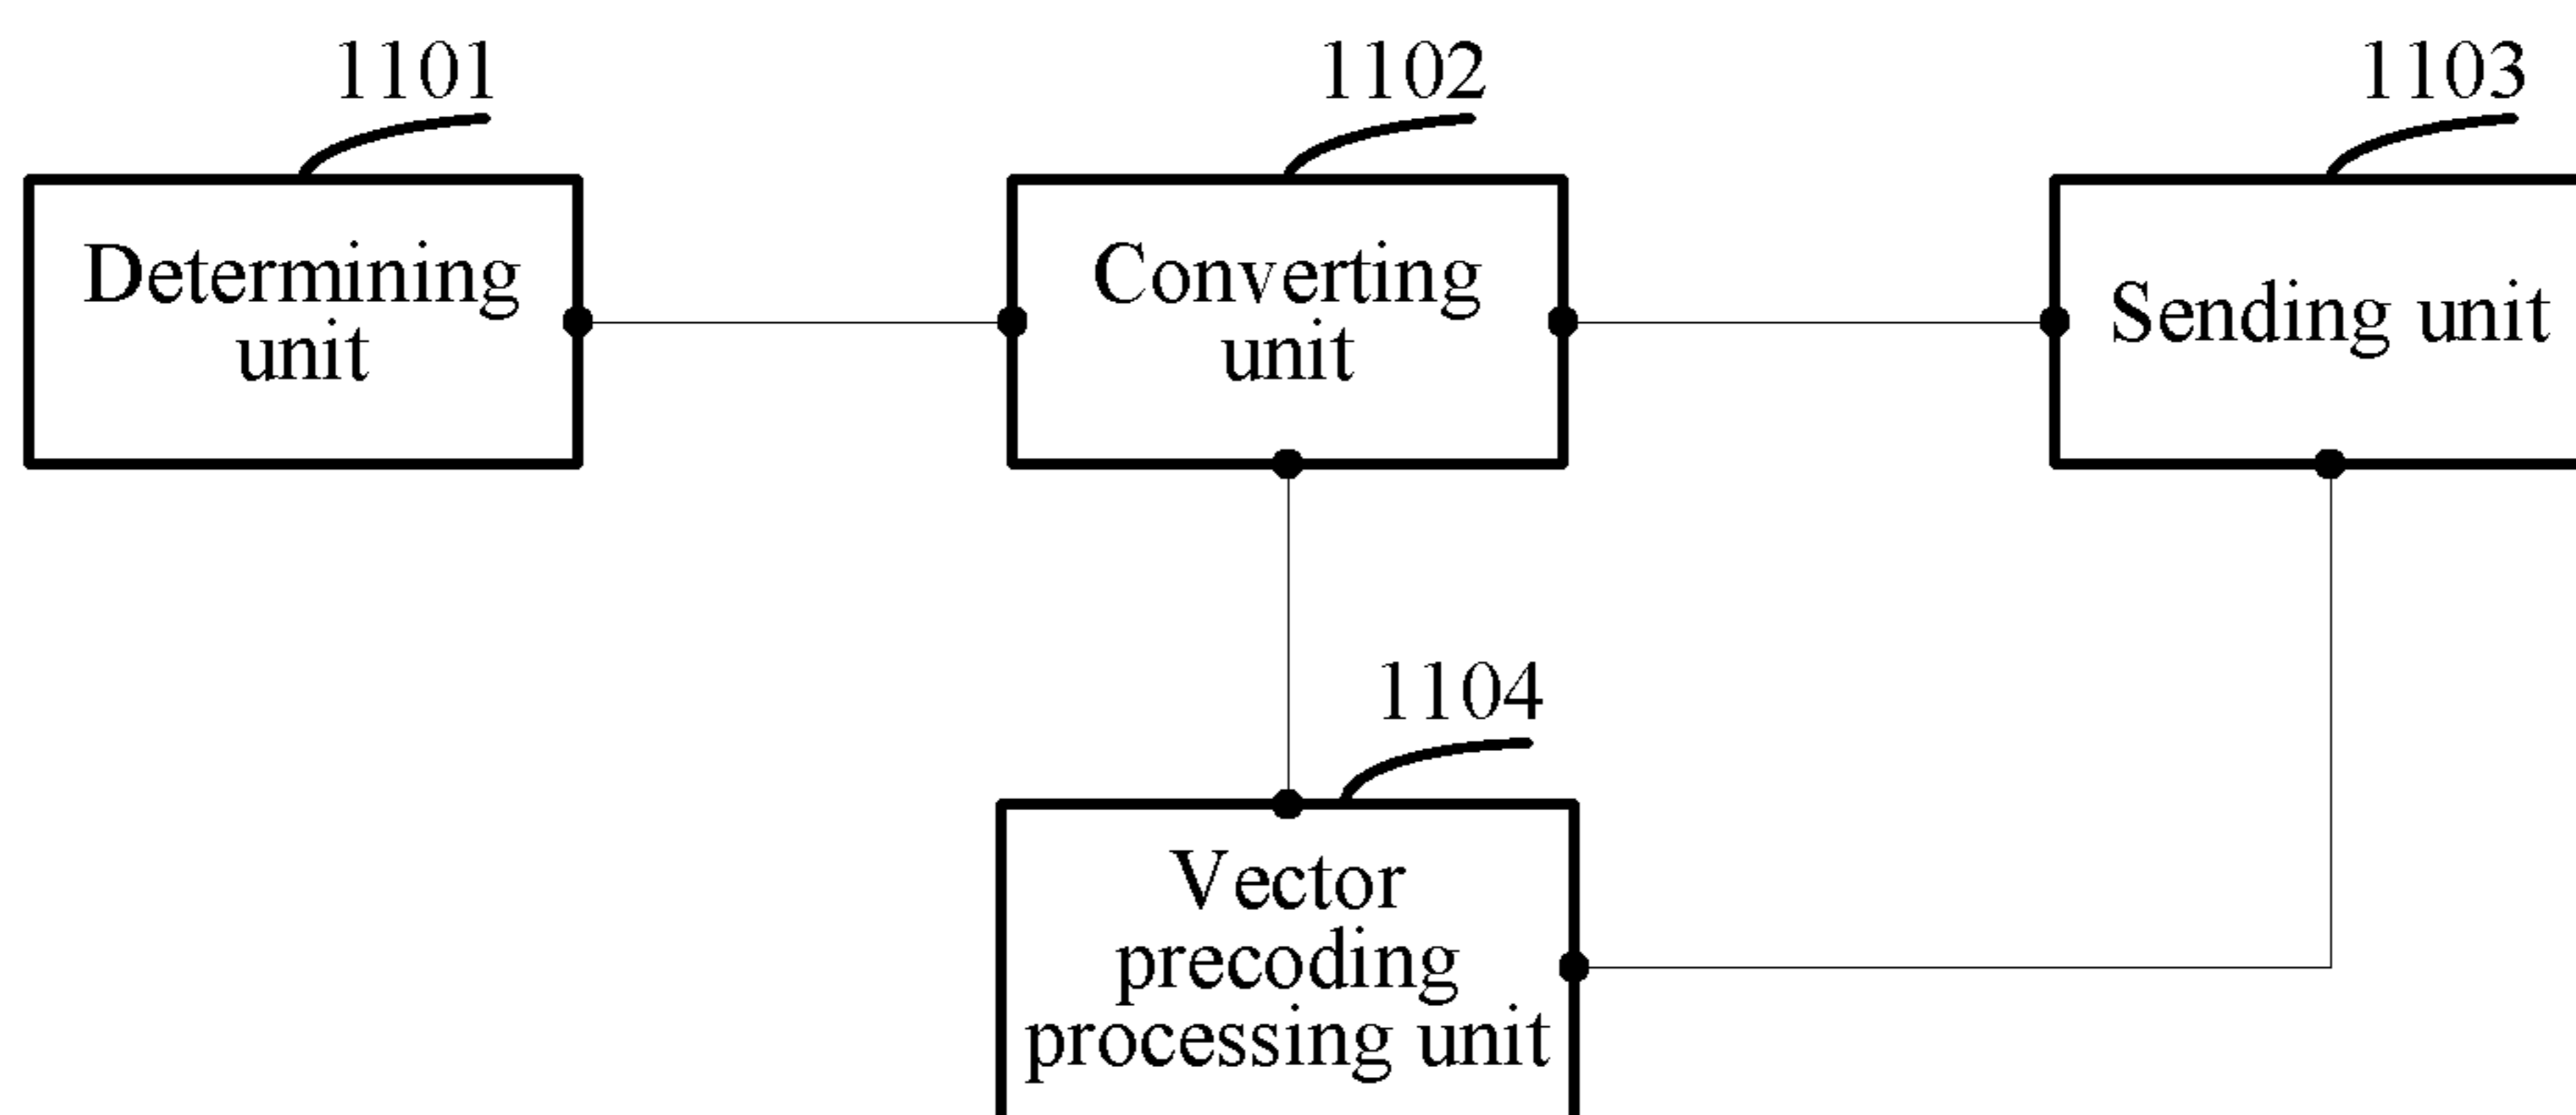 1101
1102
1103
Determining
unit
Converting
unit
Sending unit
1104
Vector
precoding
processing unit